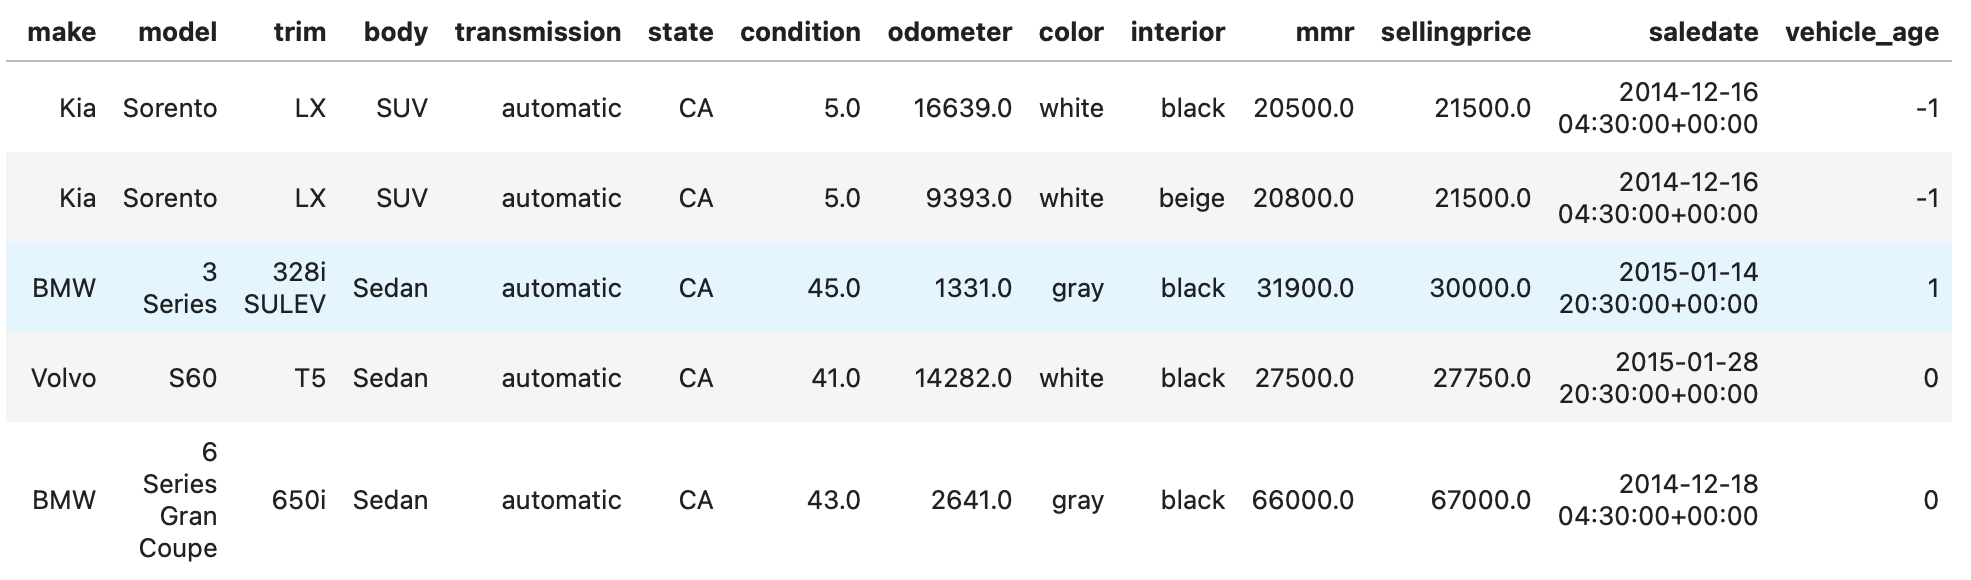 make model trim body transmission state condition odometer color interior mmr sellingprice saledate vehicle_age
Kia Sorento LX SUV automatic CA 5.0 16639.0 white black 20500.0 21500.0 2014-12-16 04:30:00+00:00 -1
Kia Sorento LX SUV automatic CA 5.0 9393.0 white beige 20800.0 21500.0 2014-12-16 04:30:00+00:00 -1
BMW 3 Series 328i SULEV Sedan automatic CA 45.0 1331.0 gray black 31900.0 30000.0 2015-01-14 20:30:00+00:00 1
Volvo S60 T5 Sedan automatic CA 41.0 14282.0 white black 27500.0 27750.0 2015-01-28 20:30:00+00:00 0
BMW 6 Series Gran Coupe 650i Sedan automatic CA 43.0 2641.0 gray black 66000.0 67000.0 2014-12-18 04:30:00+00:00 0